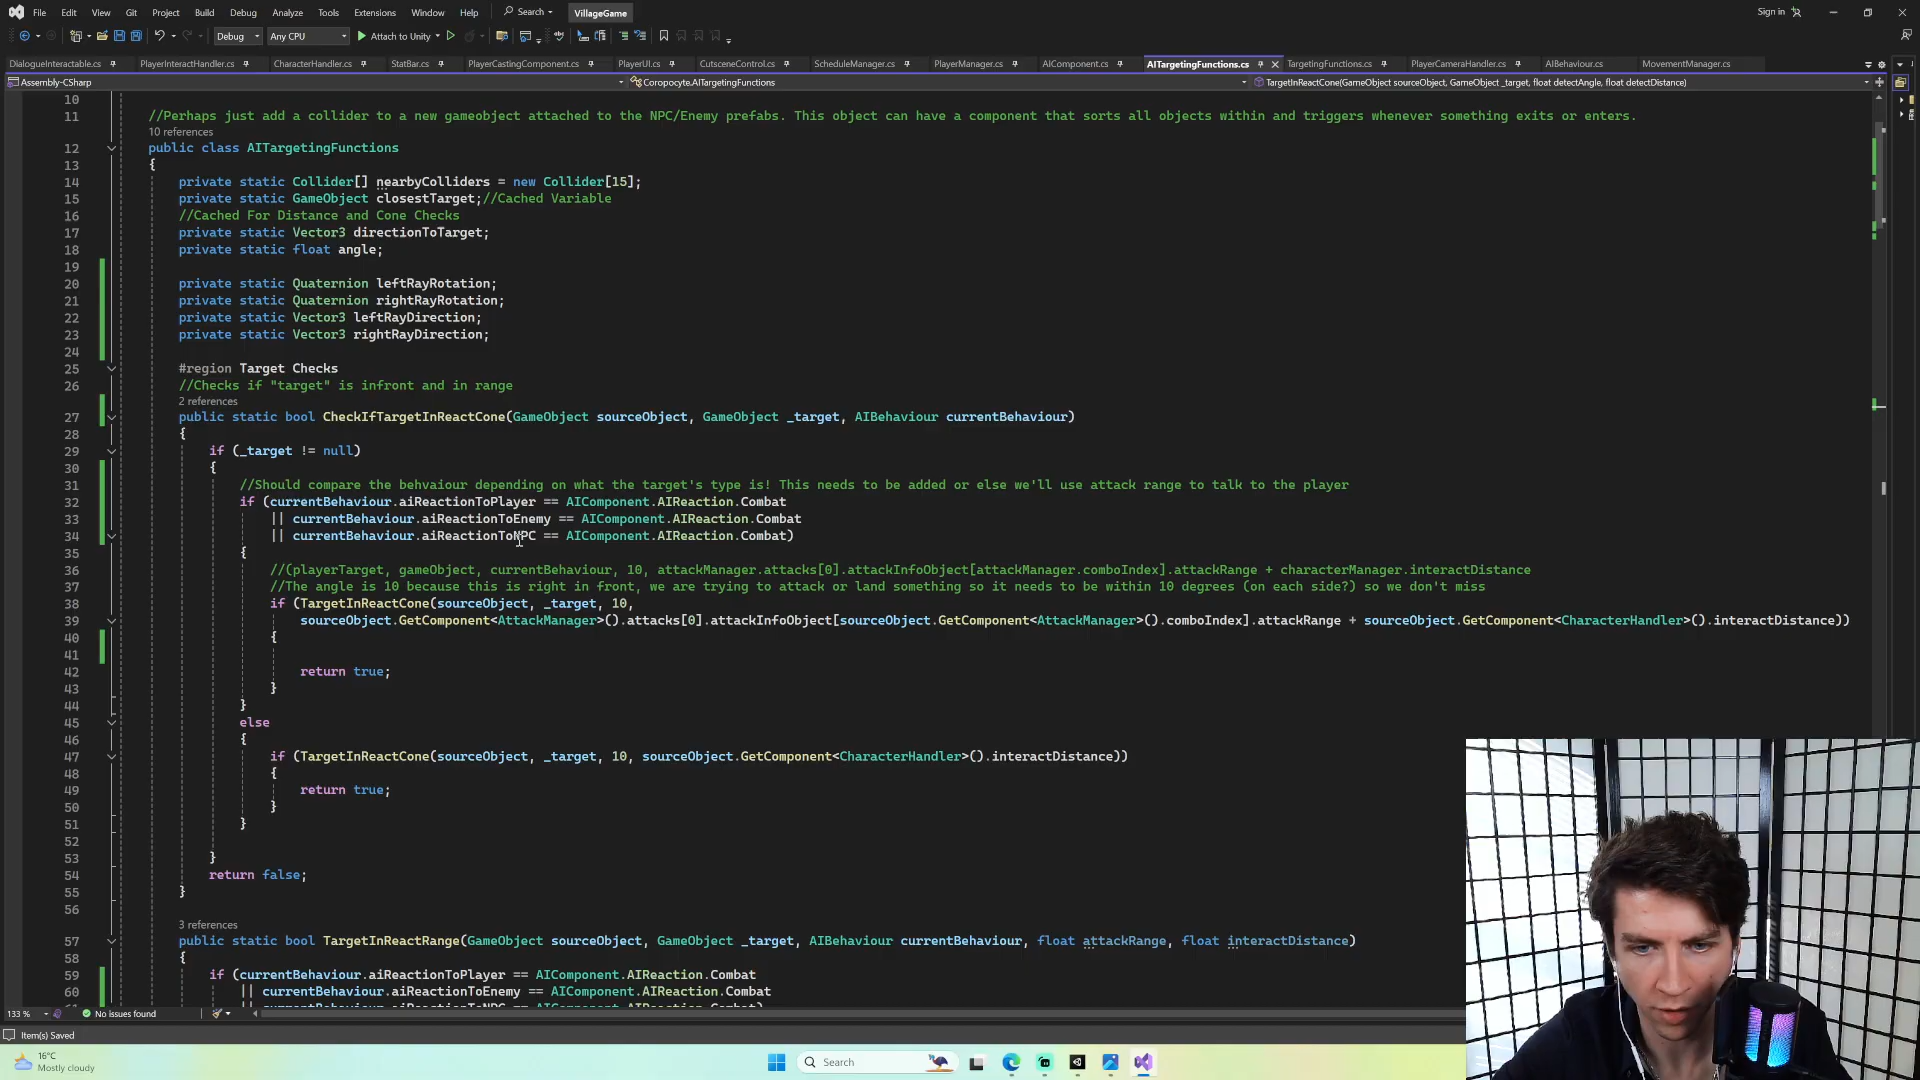 File Edit View Git Project Build Debug Analyze Tools Extensions Window Help Search VillageGame Sign in
Debug Any CPU Attach to Unity
DialogueInteractable.cs PlayerInteractHandler.cs CharacterHandler.cs StatBar.cs PlayerCastingComponent.cs PlayerUI.cs CutsceneControl.cs ScheduleManager.cs PlayerManager.cs AIComponent.cs AITargetingFunctions.cs TargetingFunctions.cs PlayerCameraHandler.cs AIBehaviour.cs MovementManager.cs
Assembly-CSharp Coropocyte.AITargetingFunctions TargetInReactCone(GameObject sourceObject, GameObject _target, float detectAngle, float detectDistance)
10
11 //Perhaps just add a collider to a new gameobject attached to the NPC/Enemy prefabs. This object can have a component that sorts all objects within and triggers whenever something exits or enters.
10 references
12 public class AITargetingFunctions
13 {
14 private static Collider[] nearbyColliders = new Collider[15];
15 private static GameObject closestTarget;//Cached Variable
16 //Cached For Distance and Cone Checks
17 private static Vector3 directionToTarget;
18 private static float angle;
19
20 private static Quaternion leftRayRotation;
21 private static Quaternion rightRayRotation;
22 private static Vector3 leftRayDirection;
23 private static Vector3 rightRayDirection;
24
25 #region Target Checks
26 //Checks if "target" is infront and in range
2 references
27 public static bool CheckIfTargetInReactCone(GameObject sourceObject, GameObject _target, AIBehaviour currentBehaviour)
28 {
29 if (_target != null)
30 {
31 //Should compare the behvaiour depending on what the target's type is! This needs to be added or else we'll use attack range to talk to the player
32 if (currentBehaviour.aiReactionToPlayer == AIComponent.AIReaction.Combat
33 || currentBehaviour.aiReactionToEnemy == AIComponent.AIReaction.Combat
34 || currentBehaviour.aiReactionToNPC == AIComponent.AIReaction.Combat)
35 {
36 //(playerTarget, gameObject, currentBehaviour, 10, attackManager.attacks[0].attackInfoObject[attackManager.comboIndex].attackRange + characterManager.interactDistance
37 //The angle is 10 because this is right in front, we are trying to attack or land something so it needs to be within 10 degrees (on each side?) so we don't miss
38 if (TargetInReactCone(sourceObject, _target, 10,
39 sourceObject.GetComponent<AttackManager>().attacks[0].attackInfoObject[sourceObject.GetComponent<AttackManager>().comboIndex].attackRange + sourceObject.GetComponent<CharacterHandler>().interactDistance))
40 {
41
42 return true;
43 }
44 }
45 else
46 {
47 if (TargetInReactCone(sourceObject, _target, 10, sourceObject.GetComponent<CharacterHandler>().interactDistance))
48 {
49 return true;
50 }
51 }
52
53 }
54 return false;
55 }
56
3 references
57 public static bool TargetInReactRange(GameObject sourceObject, GameObject _target, AIBehaviour currentBehaviour, float attackRange, float interactDistance)
58 {
59 if (currentBehaviour.aiReactionToPlayer == AIComponent.AIReaction.Combat
60 || currentBehaviour.aiReactionToEnemy == AIComponent.AIReaction.Combat
133 % No issues found
Item(s) Saved
16°C
Mostly cloudy
Search